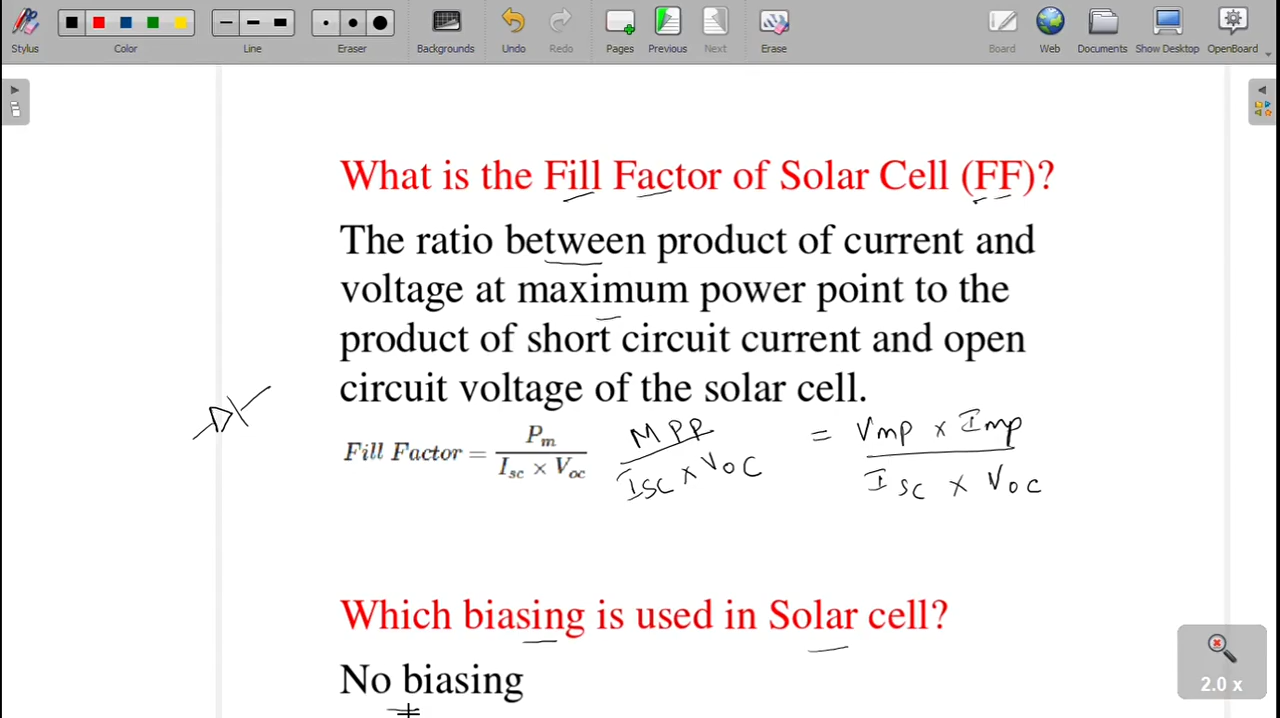 Stylus Color Line Eraser Backgrounds Undo Redo Pages Previous Next Erase Board Web Documents Show Desktop OpenBoard
What is the Fill Factor of Solar Cell (FF)?
The ratio between product of current and
voltage at maximum power point to the
product of short circuit current and open
circuit voltage of the solar cell.
Fill Factor = Pm / Isc × Voc MPP / Isc × Voc = Vmp × Imp / Isc × Voc
Which biasing is used in Solar cell?
No biasing
2.0 x